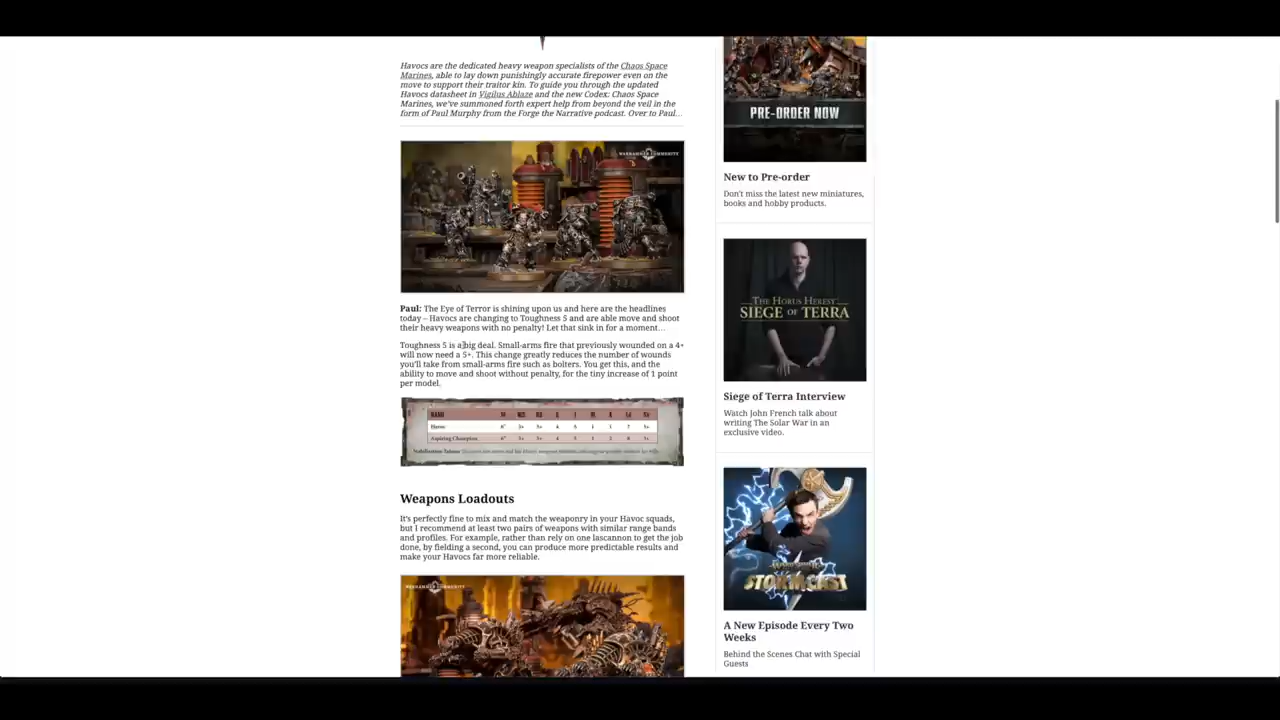 Havocs are the dedicated heavy weapon specialists of the Chaos Space
Marines, able to lay down punishingly accurate firepower even on the
move to support their traitor kin. To guide you through the updated
Havocs datasheet in Vigilus Ablaze and the new Codex: Chaos Space
Marines, we've summoned forth expert help from beyond the veil in the
form of Paul Murphy from the Forge the Narrative podcast. Over to Paul…
WARHAMMER COMMUNITY
Paul: The Eye of Terror is shining upon us and here are the headlines
today – Havocs are changing to Toughness 5 and are able move and shoot
their heavy weapons with no penalty! Let that sink in for a moment…
Toughness 5 is a big deal. Small-arms fire that previously wounded on a 4+
will now need a 5+. This change greatly reduces the number of wounds
you'll take from small-arms fire such as bolters. You get this, and the
ability to move and shoot without penalty, for the tiny increase of 1 point
per model.
NAME M WS BS S T W A Ld Sv
Havoc 6" 3+ 3+ 4 5 1 1 7 3+
Aspiring Champion 6" 3+ 3+ 4 5 1 2 8 3+
Weapons Loadouts
It's perfectly fine to mix and match the weaponry in your Havoc squads,
but I recommend at least two pairs of weapons with similar range bands
and profiles. For example, rather than rely on one lascannon to get the job
done, by fielding a second, you can produce more predictable results and
make your Havocs far more reliable.
WARHAMMER COMMUNITY
PRE-ORDER NOW
New to Pre-order
Don't miss the latest new miniatures,
books and hobby products.
THE HORUS HERESY
SIEGE OF TERRA
Siege of Terra Interview
Watch John French talk about
writing The Solar War in an
exclusive video.
STORMCAST
A New Episode Every Two
Weeks
Behind the Scenes Chat with Special
Guests